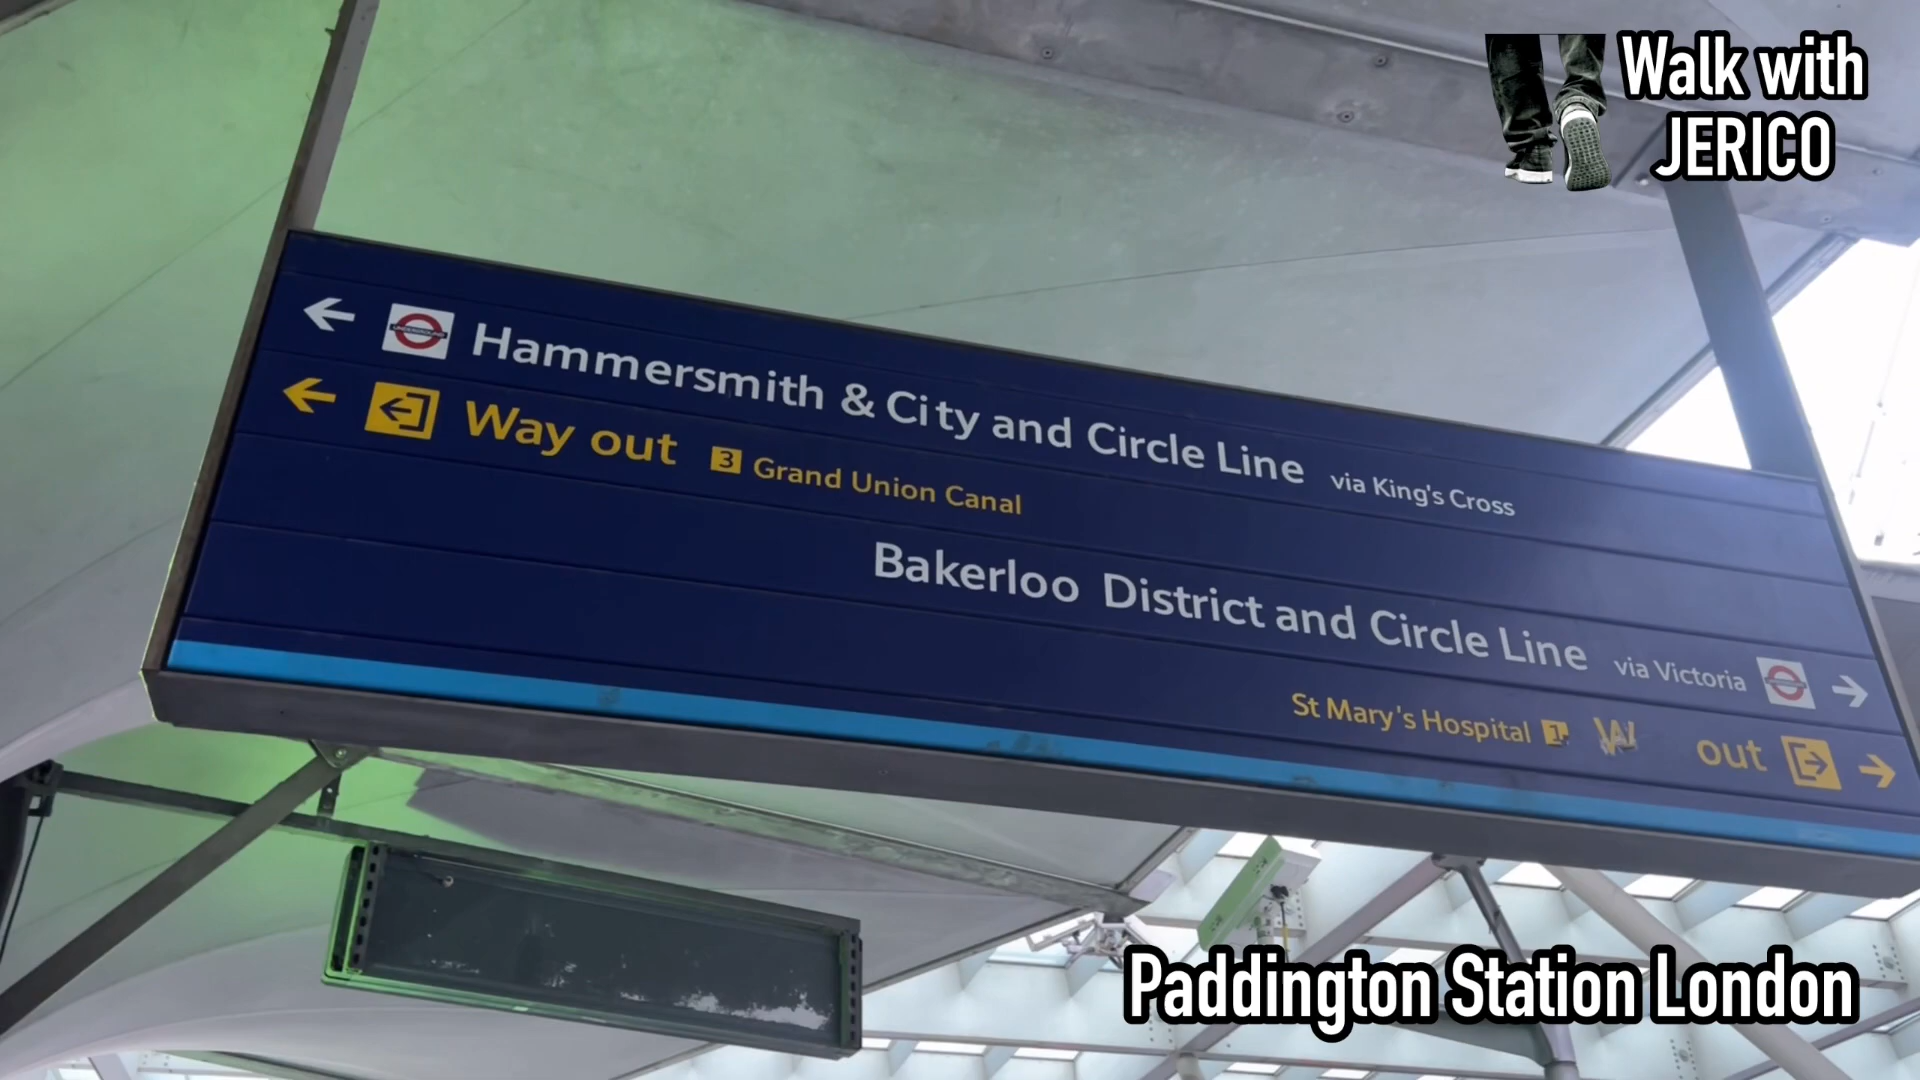 Walk with
JERICO
UNDERGROUND
Hammersmith & City and Circle Line via King's Cross
Way out 3 Grand Union Canal
Bakerloo District and Circle Line via Victoria
St Mary's Hospital 1 W out
Paddington Station London